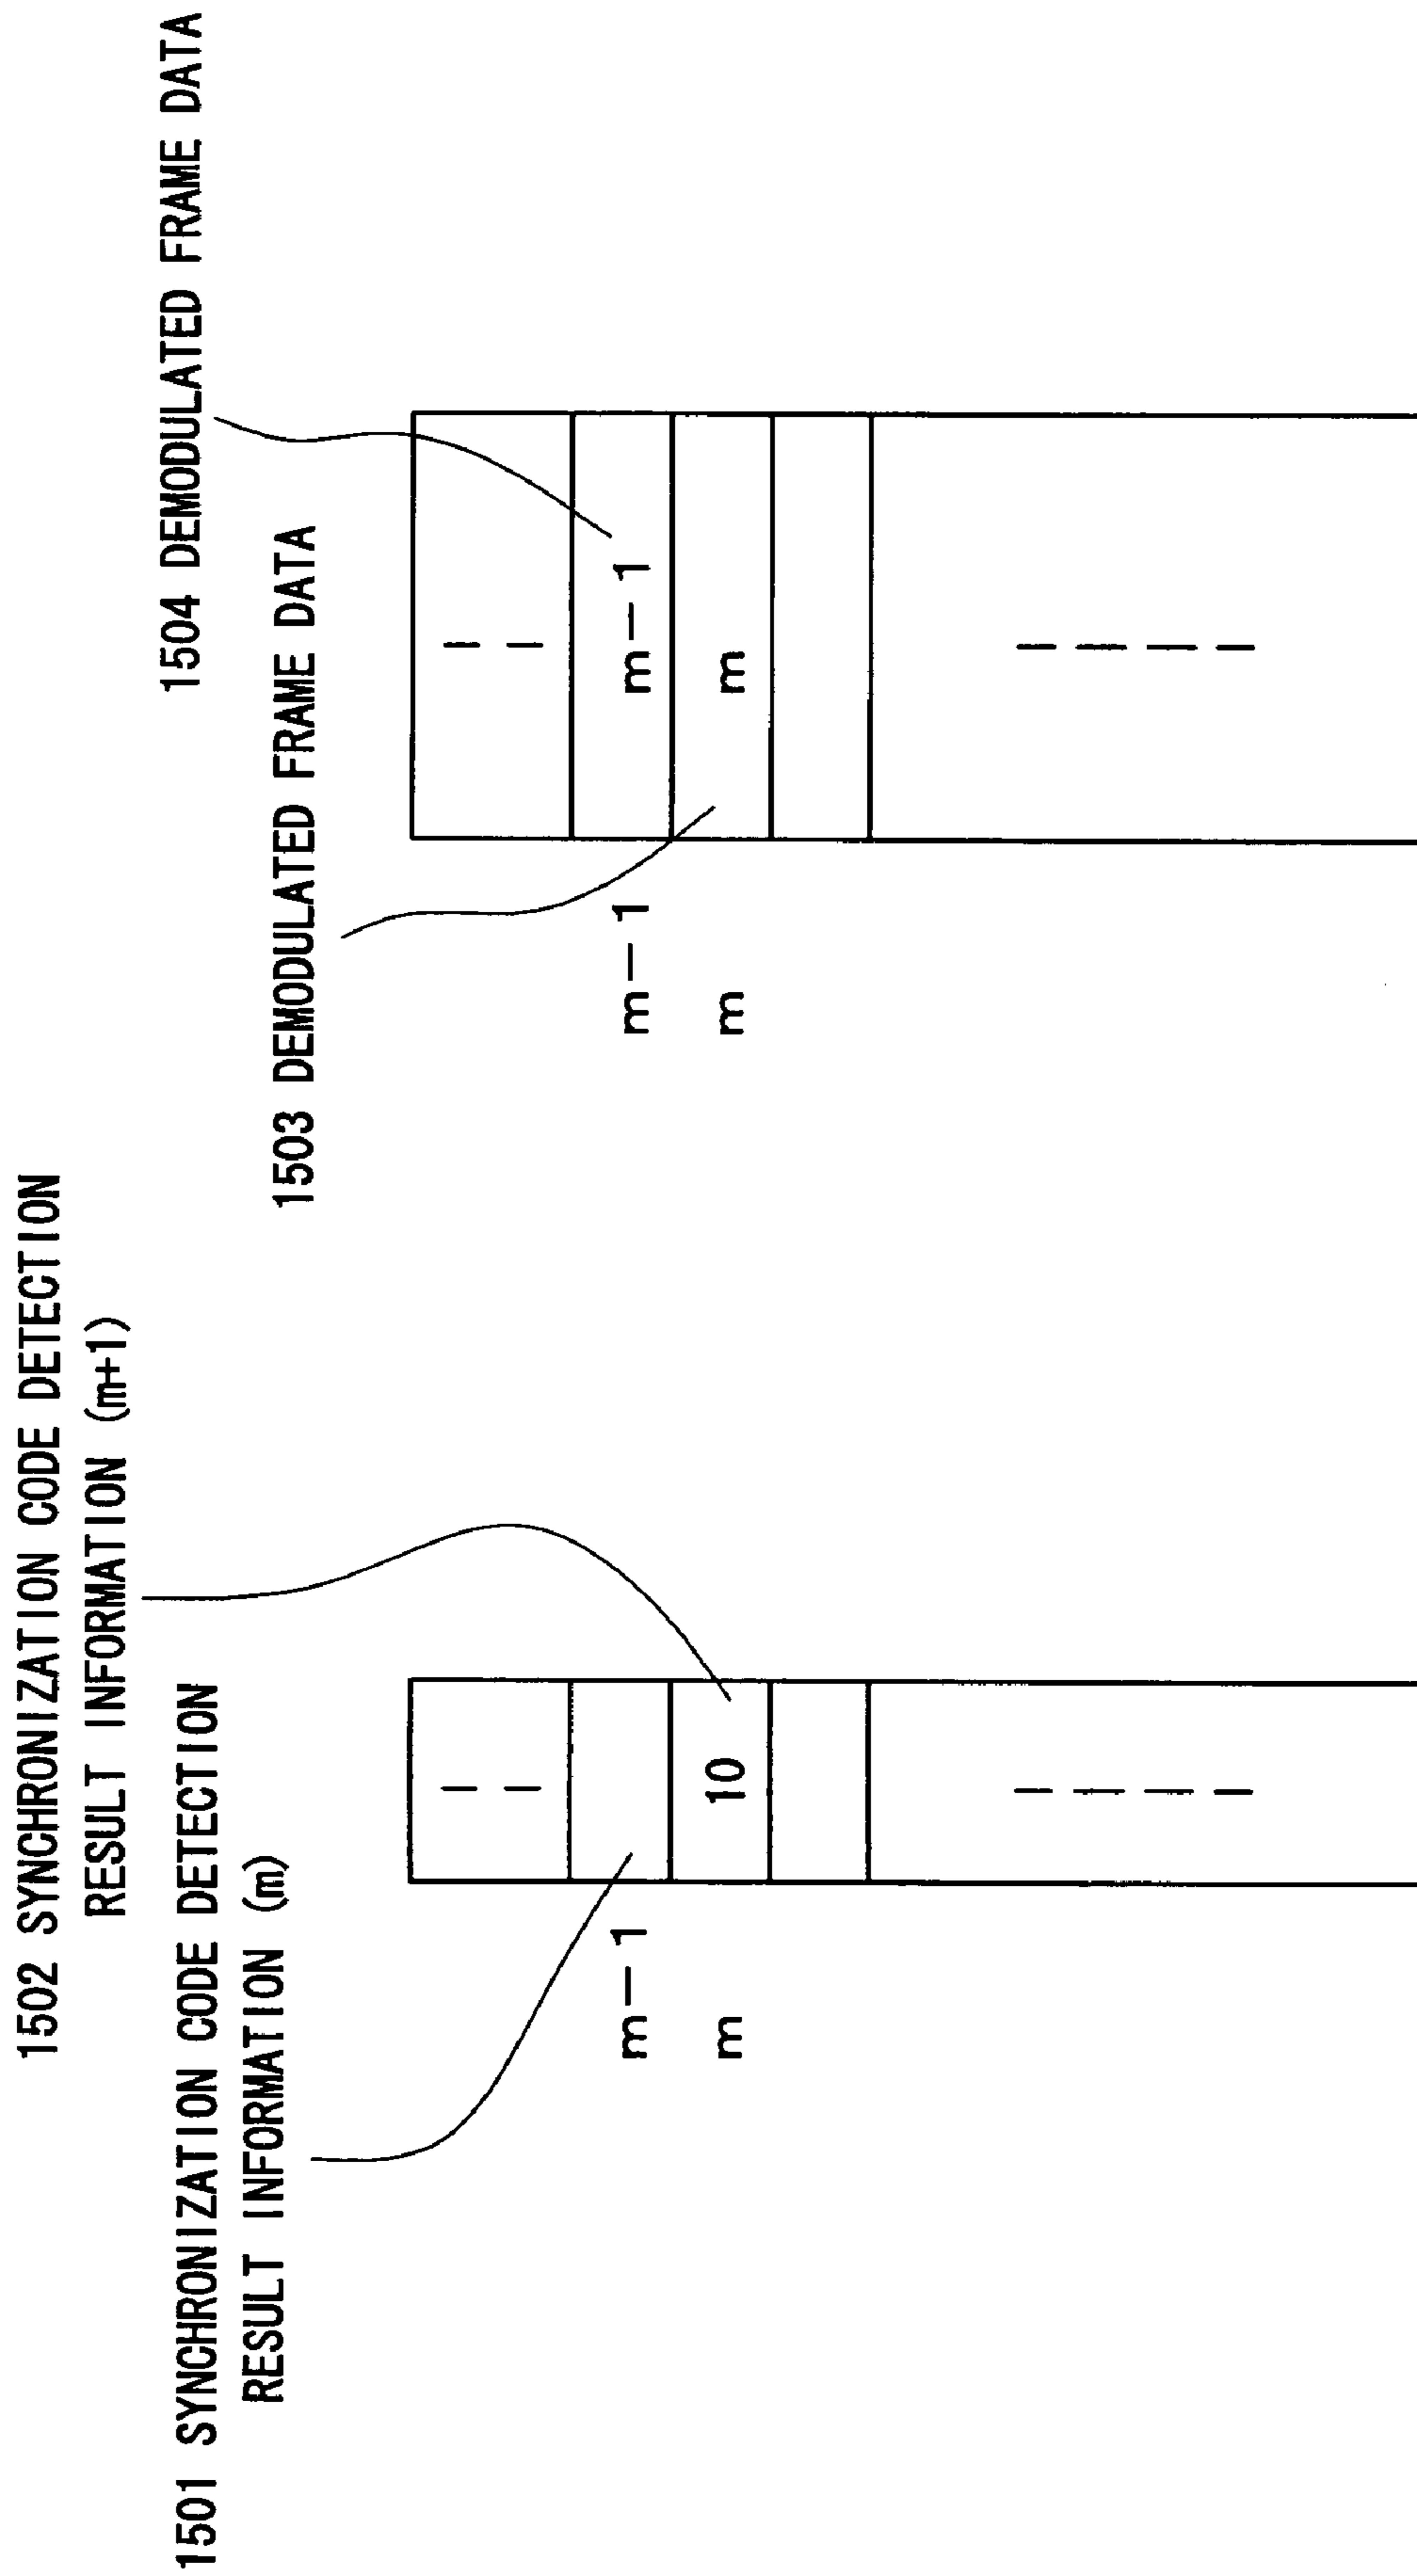 1502 SYNCHRONIZATION CODE DETECTION
RESULT INFORMATION (m+1)
1501 SYNCHRONIZATION CODE DETECTION
RESULT INFORMATION (m)
m-1
m
10
1504 DEMODULATED FRAME DATA
1503 DEMODULATED FRAME DATA
m-1
m
m-1
m